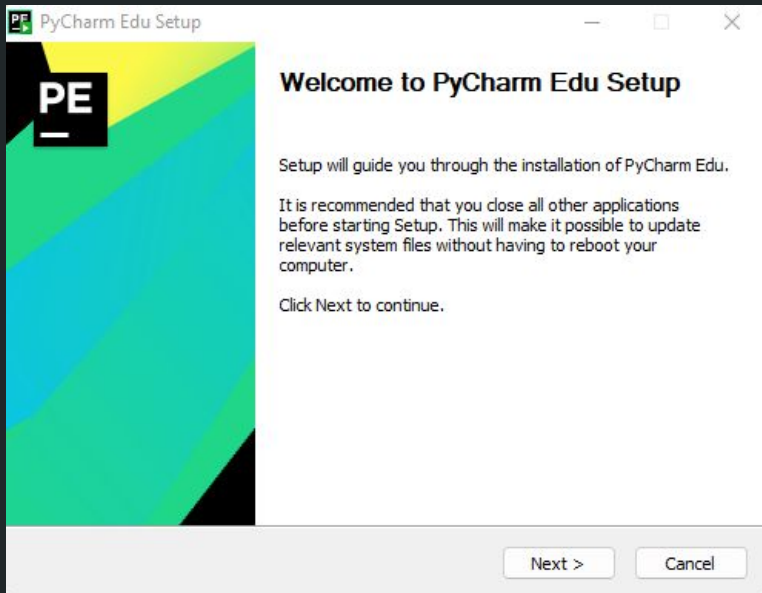 PyCharm Edu Setup
PE
Welcome to PyCharm Edu Setup
Setup will guide you through the installation of PyCharm Edu.
It is recommended that you close all other applications
before starting Setup. This will make it possible to update
relevant system files without having to reboot your
computer.
Click Next to continue.
Next >
Cancel